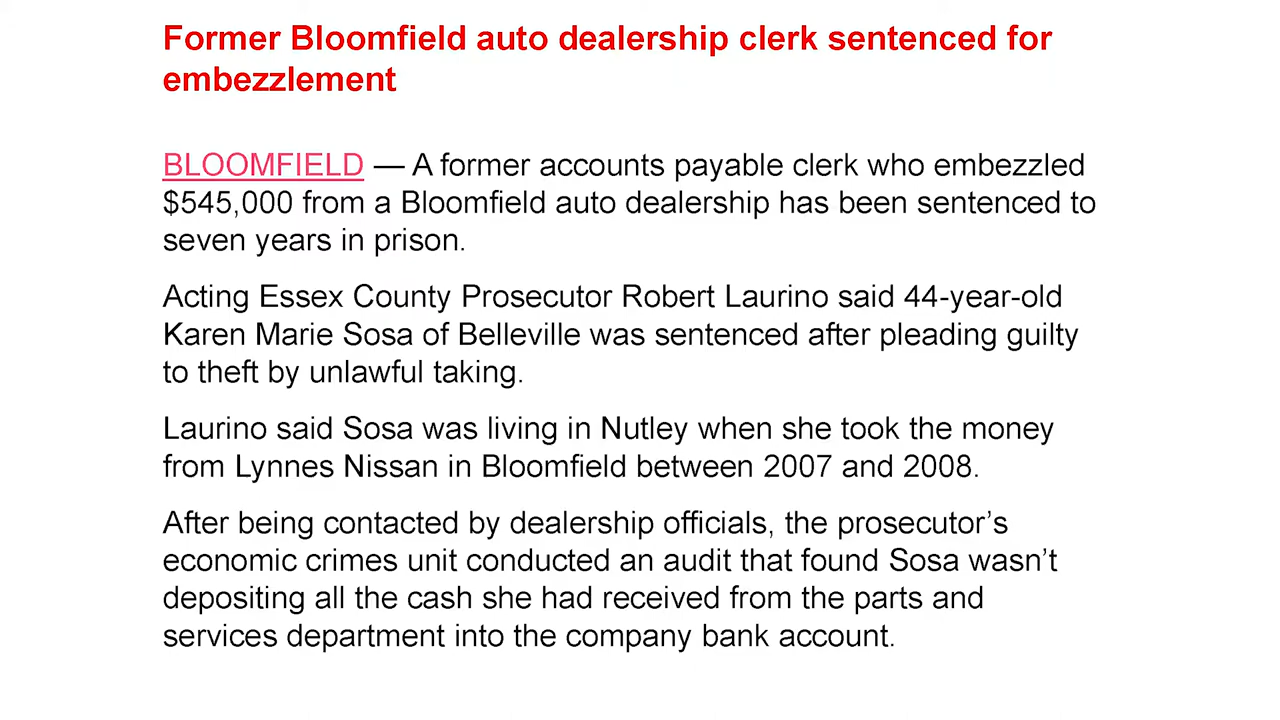 Former Bloomfield auto dealership clerk sentenced for
embezzlement
BLOOMFIELD — A former accounts payable clerk who embezzled
$545,000 from a Bloomfield auto dealership has been sentenced to
seven years in prison.
Acting Essex County Prosecutor Robert Laurino said 44-year-old
Karen Marie Sosa of Belleville was sentenced after pleading guilty
to theft by unlawful taking.
Laurino said Sosa was living in Nutley when she took the money
from Lynnes Nissan in Bloomfield between 2007 and 2008.
After being contacted by dealership officials, the prosecutor’s
economic crimes unit conducted an audit that found Sosa wasn’t
depositing all the cash she had received from the parts and
services department into the company bank account.